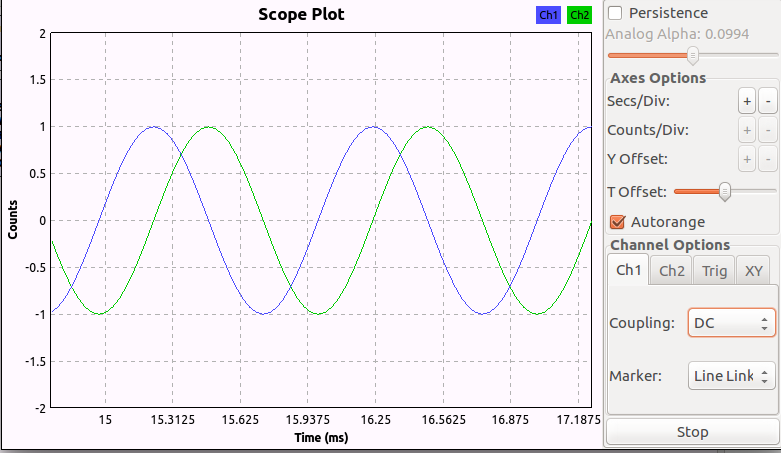 Scope Plot
Ch1 Ch2
2
1.5
1
0.5
0
-0.5
-1
-1.5
-2
Counts
15 15.3125 15.625 15.9375 16.25 16.5625 16.875 17.1875
Time (ms)
Persistence
Analog Alpha: 0.0994
Axes Options
Secs/Div: + -
Counts/Div: + -
Y Offset: + -
T Offset:
Autorange
Channel Options
Ch1 Ch2 Trig XY
Coupling: DC
Marker: Line Link
Stop